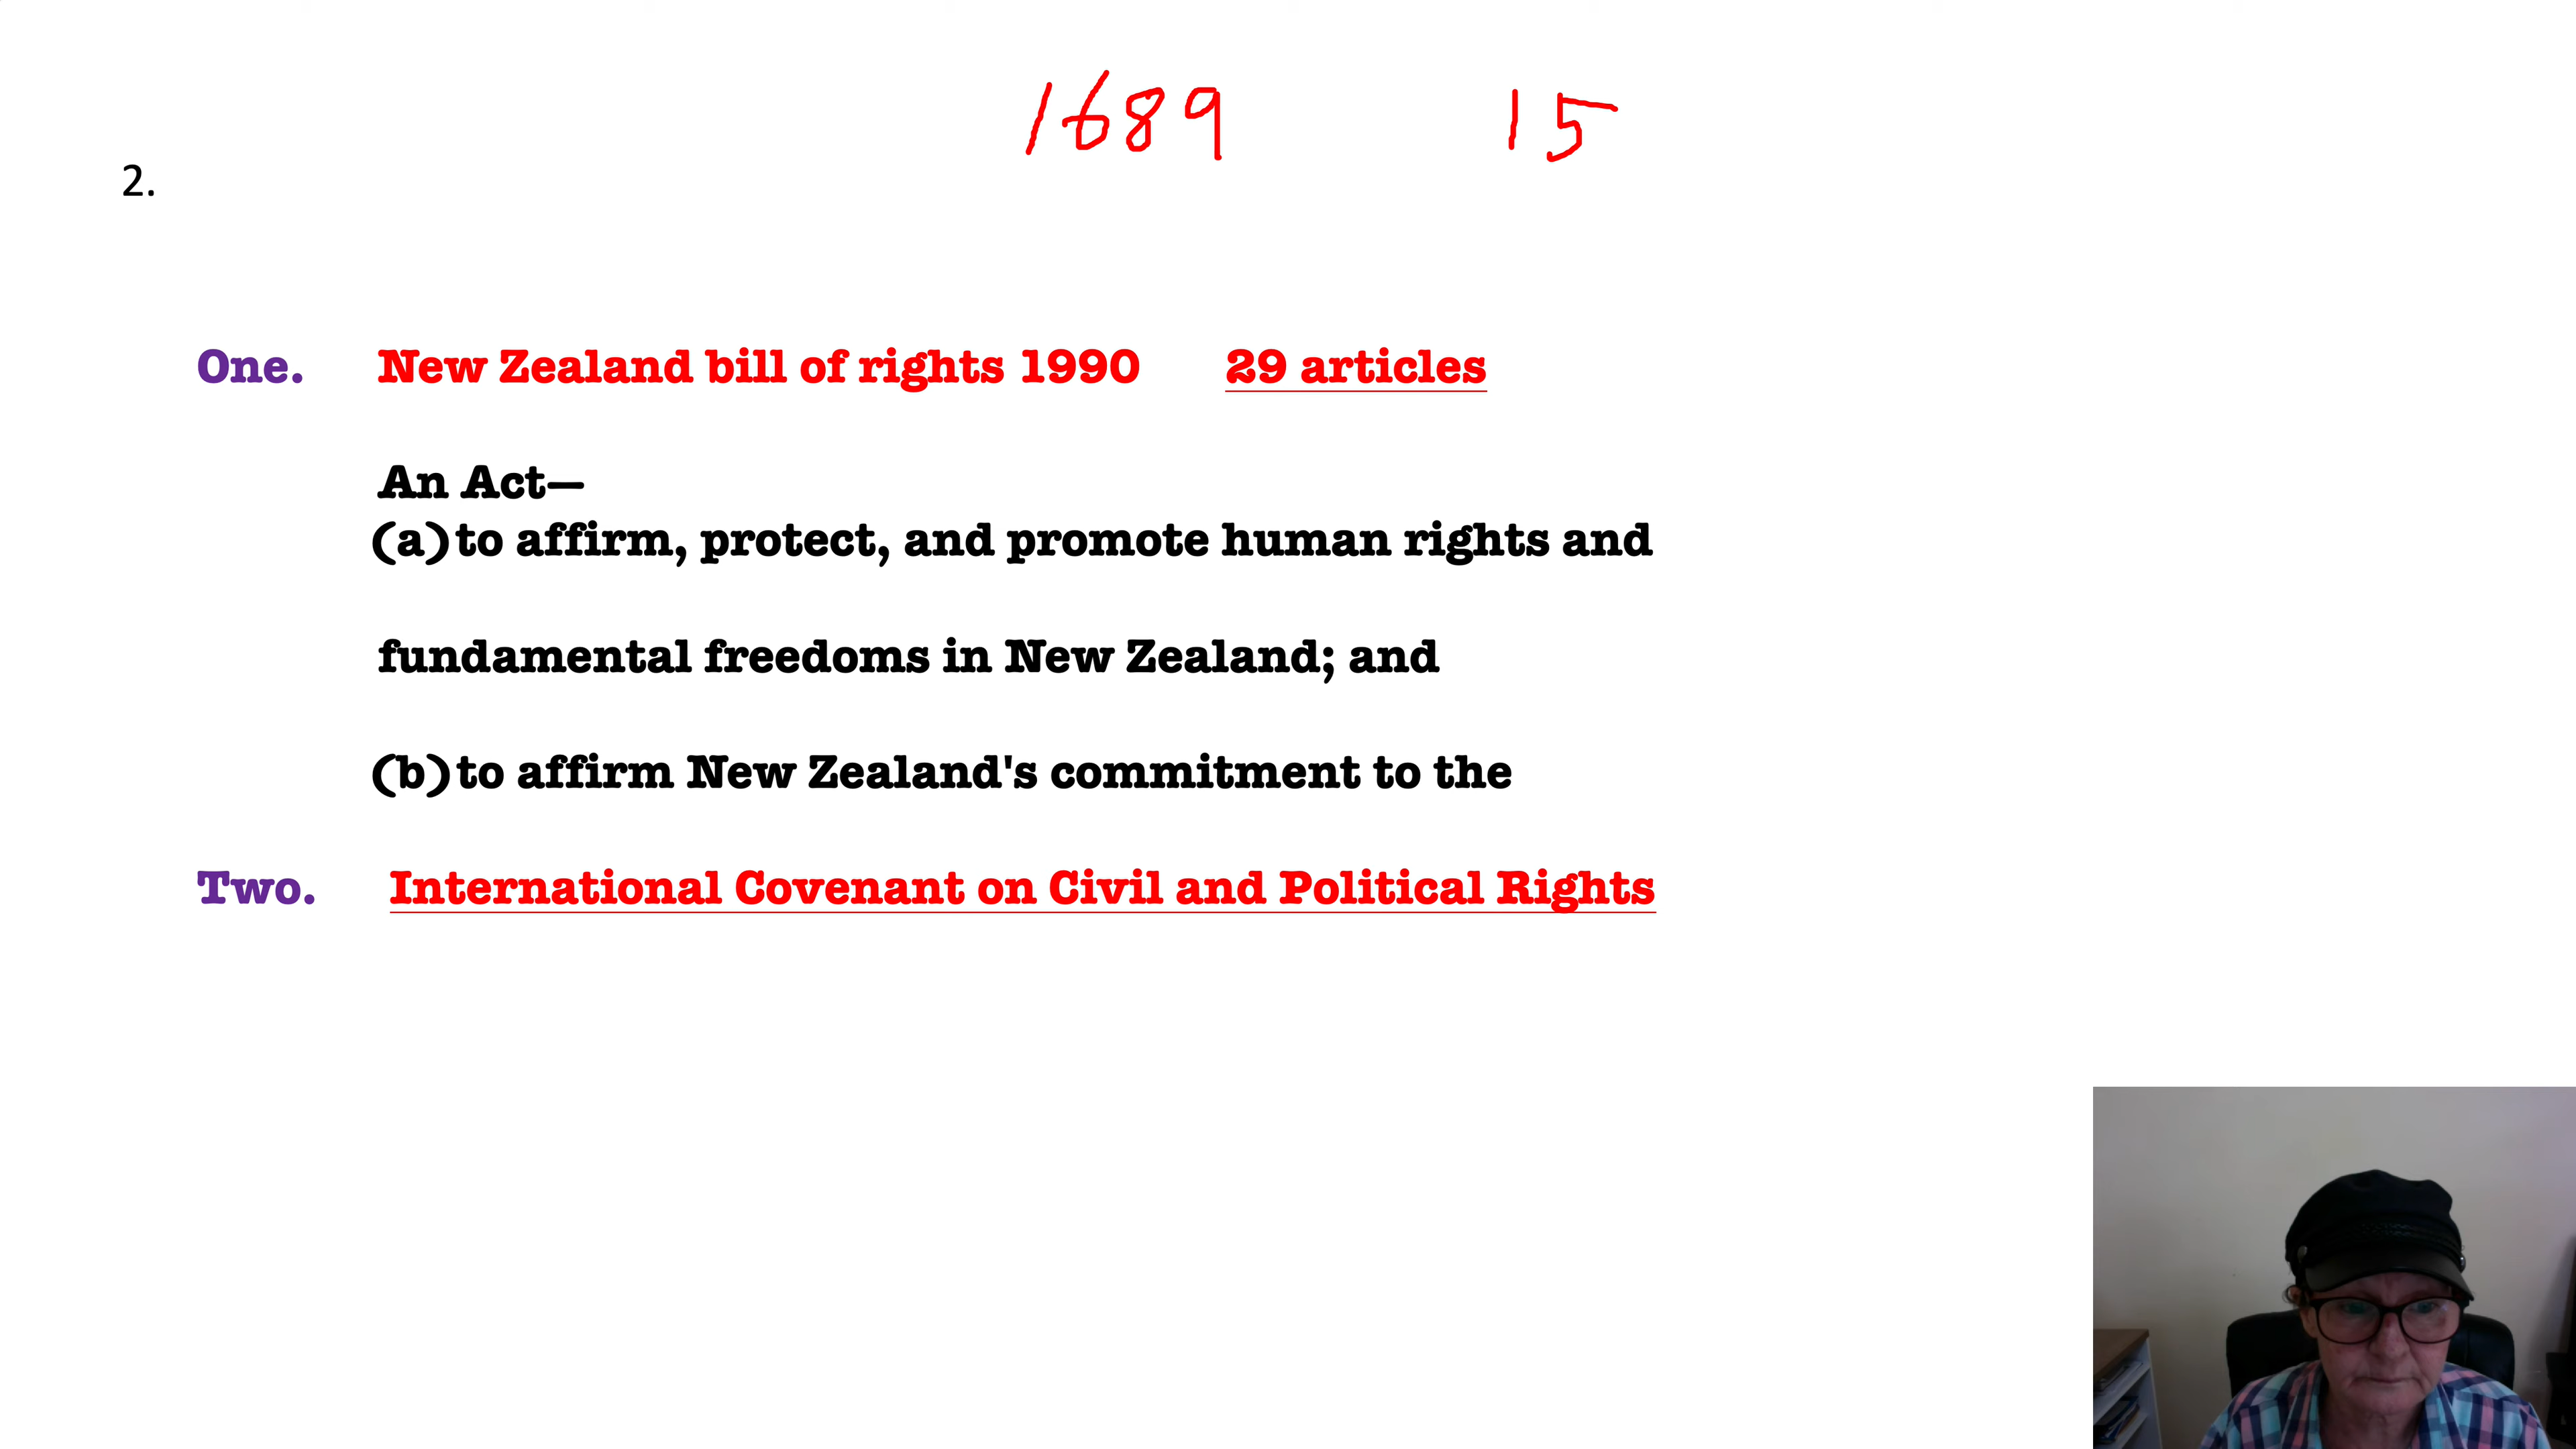 1689 15
2.
One. New Zealand bill of rights 1990 29 articles
An Act—
(a)to affirm, protect, and promote human rights and
fundamental freedoms in New Zealand; and
(b)to affirm New Zealand's commitment to the
Two. International Covenant on Civil and Political Rights